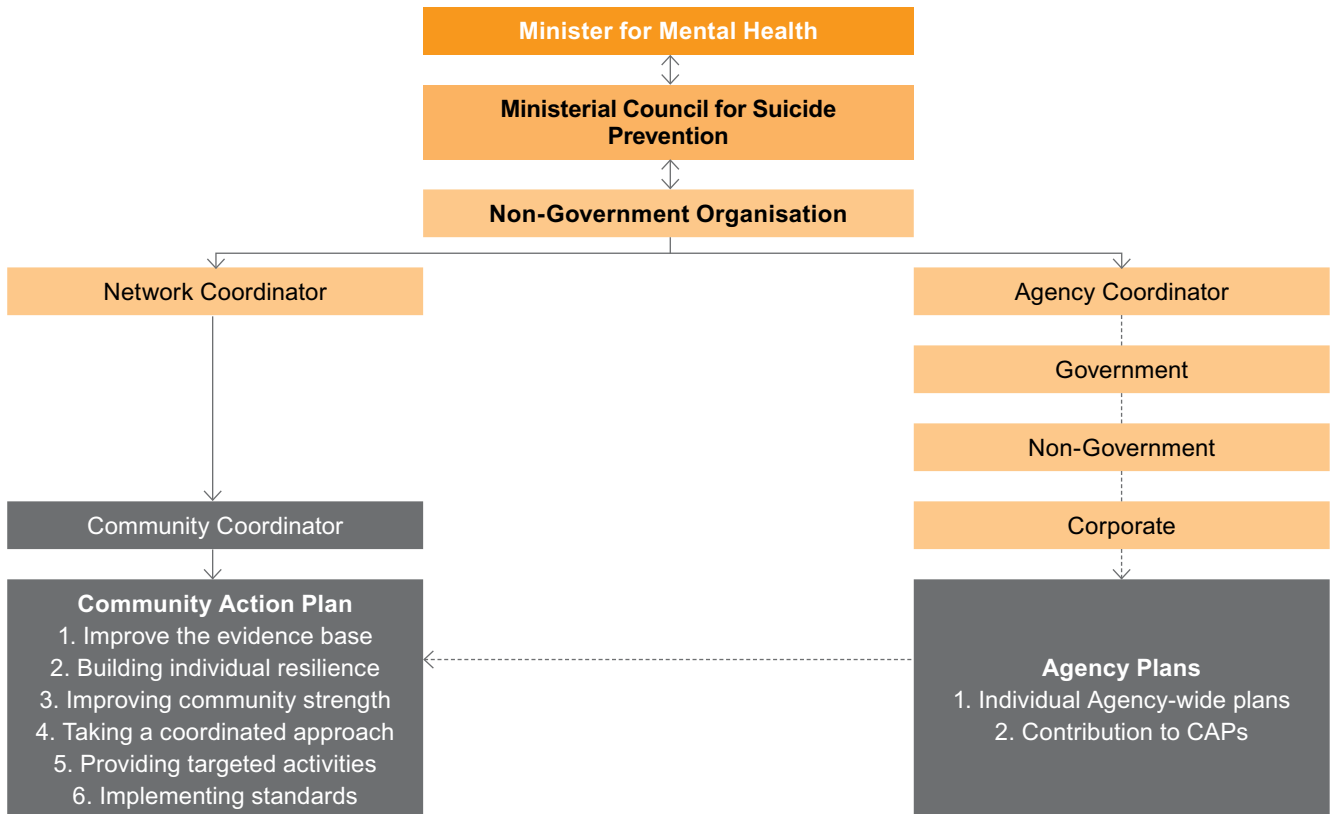 Minister for Mental Health
Ministerial Council for Suicide
Prevention
Non-Government Organisation
Network Coordinator
Agency Coordinator
Government
Non-Government
Community Coordinator
Corporate
Community Action Plan
1. Improve the evidence base
2. Building individual resilience
3. Improving community strength
4. Taking a coordinated approach
5. Providing targeted activities
6. Implementing standards
Agency Plans
1. Individual Agency-wide plans
2. Contribution to CAPs